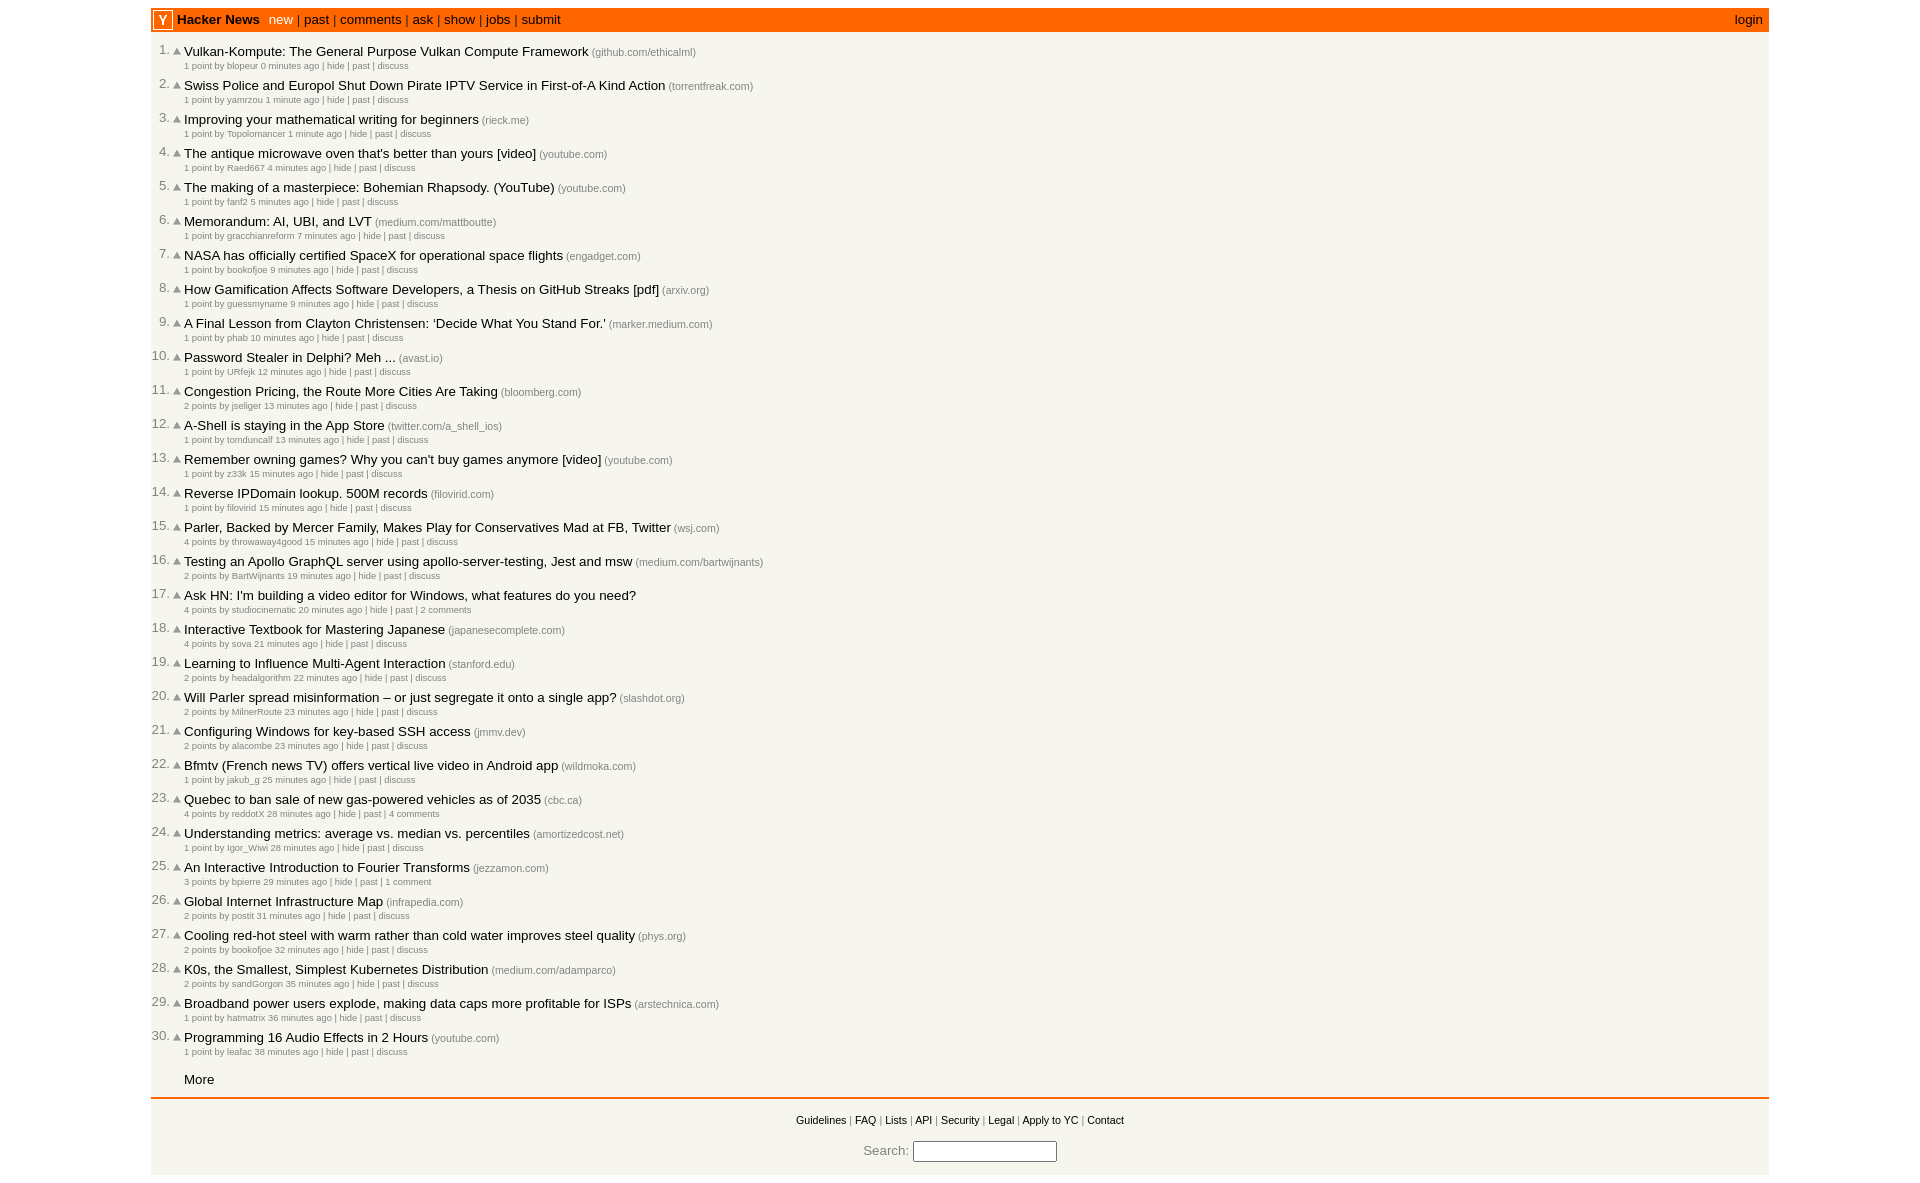 Y Hacker News new | past | comments | ask | show | jobs | submit login
1. Vulkan-Kompute: The General Purpose Vulkan Compute Framework (github.com/ethicalml)
1 point by blopeur 0 minutes ago | hide | past | discuss
2. Swiss Police and Europol Shut Down Pirate IPTV Service in First-of-A Kind Action (torrentfreak.com)
1 point by yamrzou 1 minute ago | hide | past | discuss
3. Improving your mathematical writing for beginners (rieck.me)
1 point by Topolomancer 1 minute ago | hide | past | discuss
4. The antique microwave oven that's better than yours [video] (youtube.com)
1 point by Raed667 4 minutes ago | hide | past | discuss
5. The making of a masterpiece: Bohemian Rhapsody. (YouTube) (youtube.com)
1 point by fanf2 5 minutes ago | hide | past | discuss
6. Memorandum: AI, UBI, and LVT (medium.com/mattboutte)
1 point by gracchianreform 7 minutes ago | hide | past | discuss
7. NASA has officially certified SpaceX for operational space flights (engadget.com)
1 point by bookofjoe 9 minutes ago | hide | past | discuss
8. How Gamification Affects Software Developers, a Thesis on GitHub Streaks [pdf] (arxiv.org)
1 point by guessmyname 9 minutes ago | hide | past | discuss
9. A Final Lesson from Clayton Christensen: ‘Decide What You Stand For.’ (marker.medium.com)
1 point by phab 10 minutes ago | hide | past | discuss
10. Password Stealer in Delphi? Meh ... (avast.io)
1 point by URfejk 12 minutes ago | hide | past | discuss
11. Congestion Pricing, the Route More Cities Are Taking (bloomberg.com)
2 points by jseliger 13 minutes ago | hide | past | discuss
12. A-Shell is staying in the App Store (twitter.com/a_shell_ios)
1 point by tomduncalf 13 minutes ago | hide | past | discuss
13. Remember owning games? Why you can't buy games anymore [video] (youtube.com)
1 point by z33k 15 minutes ago | hide | past | discuss
14. Reverse IPDomain lookup. 500M records (filovirid.com)
1 point by filovirid 15 minutes ago | hide | past | discuss
15. Parler, Backed by Mercer Family, Makes Play for Conservatives Mad at FB, Twitter (wsj.com)
4 points by throwaway4good 15 minutes ago | hide | past | discuss
16. Testing an Apollo GraphQL server using apollo-server-testing, Jest and msw (medium.com/bartwijnants)
2 points by BartWijnants 19 minutes ago | hide | past | discuss
17. Ask HN: I'm building a video editor for Windows, what features do you need?
4 points by studiocinematic 20 minutes ago | hide | past | 2 comments
18. Interactive Textbook for Mastering Japanese (japanesecomplete.com)
4 points by sova 21 minutes ago | hide | past | discuss
19. Learning to Influence Multi-Agent Interaction (stanford.edu)
2 points by headalgorithm 22 minutes ago | hide | past | discuss
20. Will Parler spread misinformation – or just segregate it onto a single app? (slashdot.org)
2 points by MilnerRoute 23 minutes ago | hide | past | discuss
21. Configuring Windows for key-based SSH access (jmmv.dev)
2 points by alacombe 23 minutes ago | hide | past | discuss
22. Bfmtv (French news TV) offers vertical live video in Android app (wildmoka.com)
1 point by jakub_g 25 minutes ago | hide | past | discuss
23. Quebec to ban sale of new gas-powered vehicles as of 2035 (cbc.ca)
4 points by reddotX 28 minutes ago | hide | past | 4 comments
24. Understanding metrics: average vs. median vs. percentiles (amortizedcost.net)
1 point by Igor_Wiwi 28 minutes ago | hide | past | discuss
25. An Interactive Introduction to Fourier Transforms (jezzamon.com)
3 points by bpierre 29 minutes ago | hide | past | 1 comment
26. Global Internet Infrastructure Map (infrapedia.com)
2 points by postit 31 minutes ago | hide | past | discuss
27. Cooling red-hot steel with warm rather than cold water improves steel quality (phys.org)
2 points by bookofjoe 32 minutes ago | hide | past | discuss
28. K0s, the Smallest, Simplest Kubernetes Distribution (medium.com/adamparco)
2 points by sandGorgon 35 minutes ago | hide | past | discuss
29. Broadband power users explode, making data caps more profitable for ISPs (arstechnica.com)
1 point by hatmatrix 36 minutes ago | hide | past | discuss
30. Programming 16 Audio Effects in 2 Hours (youtube.com)
1 point by leafac 38 minutes ago | hide | past | discuss
More
Guidelines | FAQ | Lists | API | Security | Legal | Apply to YC | Contact
Search: